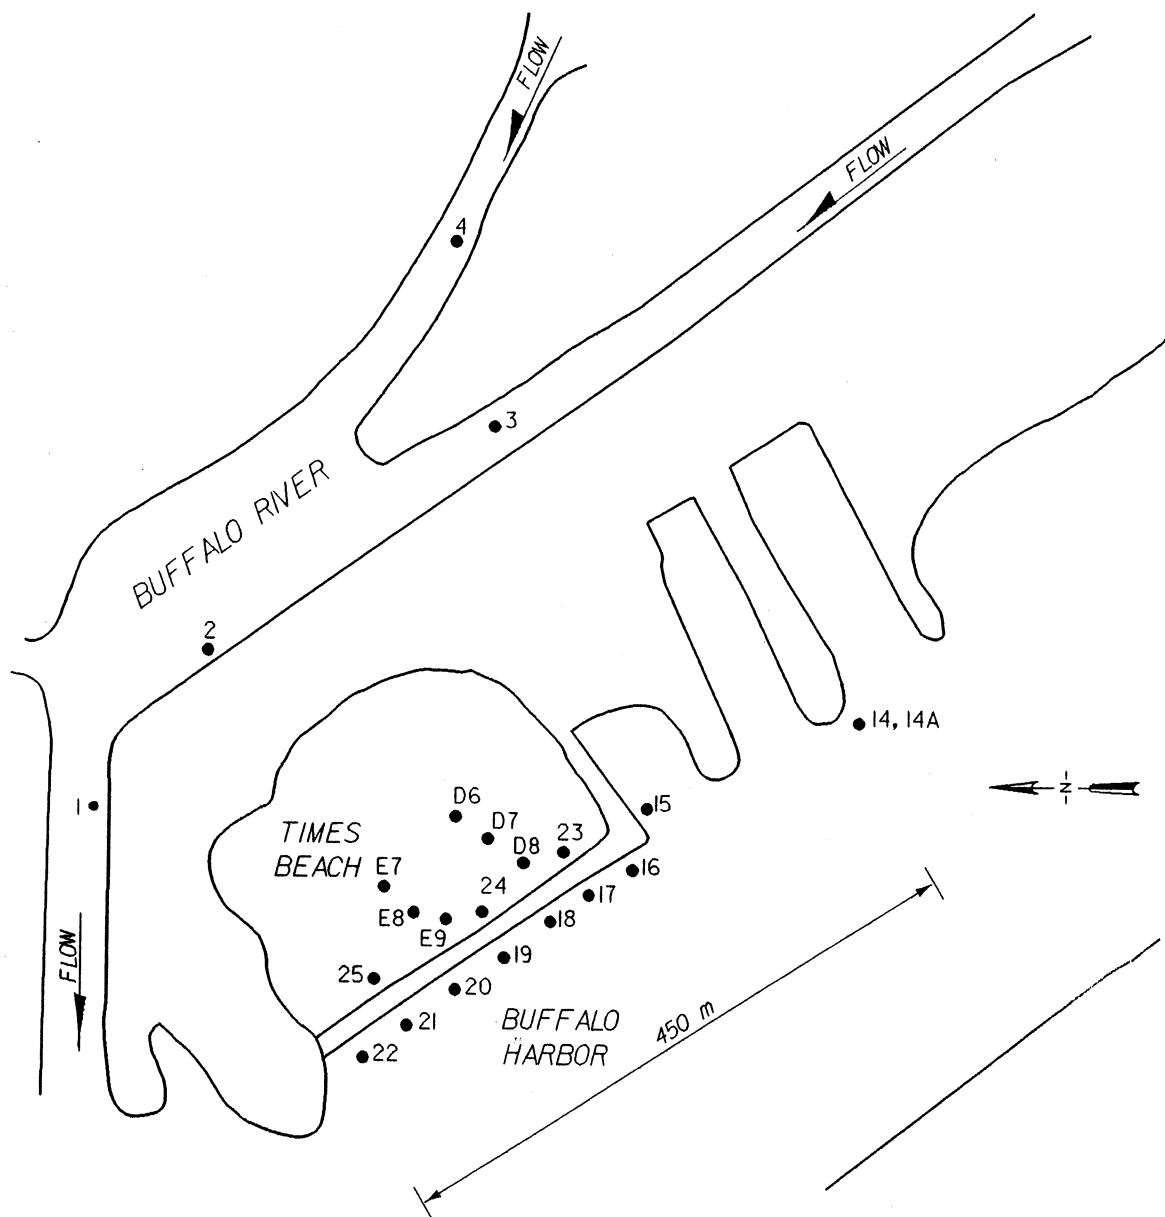 FLOW
FLOW
4
3
BUFFALO RIVER
2
14, 14A
1
15
D6
D7
23
TIMES
BEACH
D8
E7
16
24
17
E8
18
E9
19
25
20
BUFFALO
HARBOR
21
22
FLOW
450 m
N